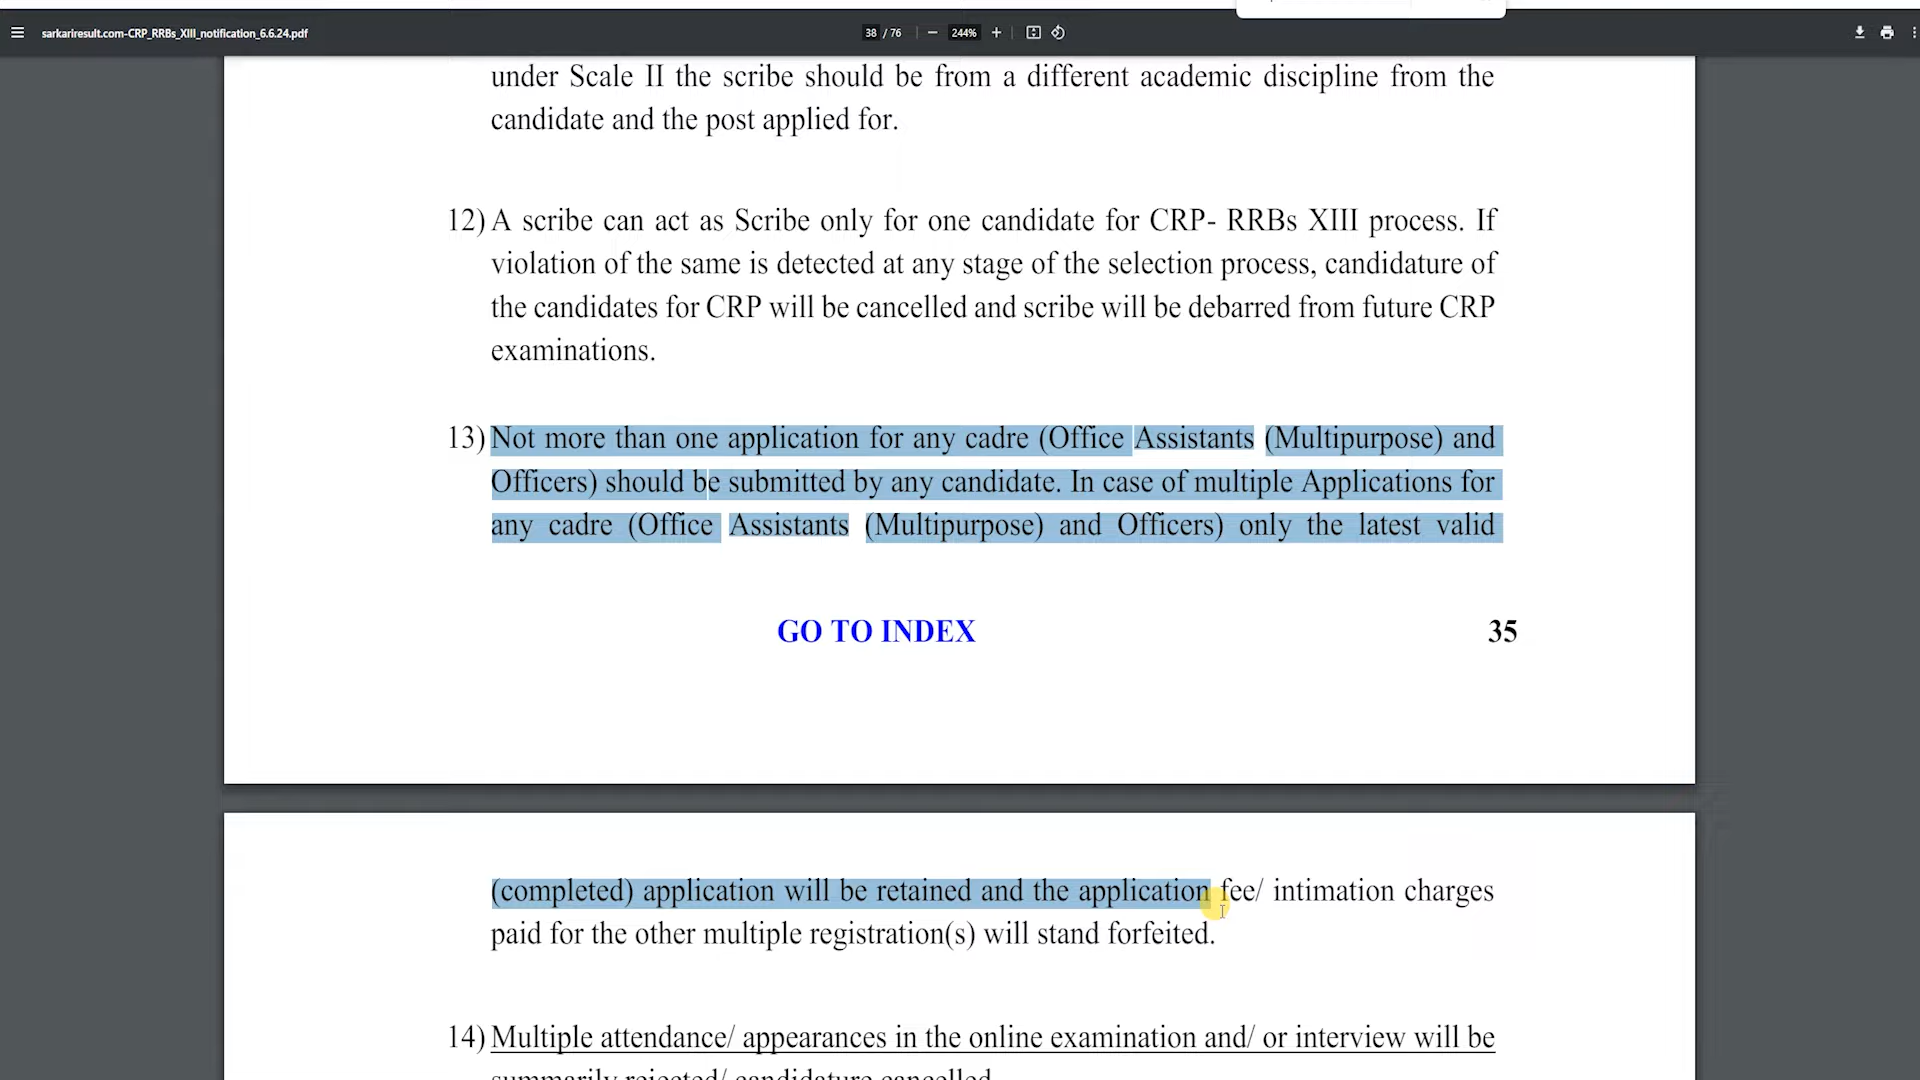 sarkariresult.com-CRP_RRBs_XIII_notification_6.6.24.pdf
38 / 76
244%
under Scale II the scribe should be from a different academic discipline from the
candidate and the post applied for.
12) A scribe can act as Scribe only for one candidate for CRP- RRBs XIII process. If
violation of the same is detected at any stage of the selection process, candidature of
the candidates for CRP will be cancelled and scribe will be debarred from future CRP
examinations.
13) Not more than one application for any cadre (Office Assistants (Multipurpose) and
Officers) should be submitted by any candidate. In case of multiple Applications for
any cadre (Office Assistants (Multipurpose) and Officers) only the latest valid
GO TO INDEX 35
(completed) application will be retained and the application fee/ intimation charges
paid for the other multiple registration(s) will stand forfeited.
14) Multiple attendance/ appearances in the online examination and/ or interview will be
summarily rejected/ candidature cancelled.